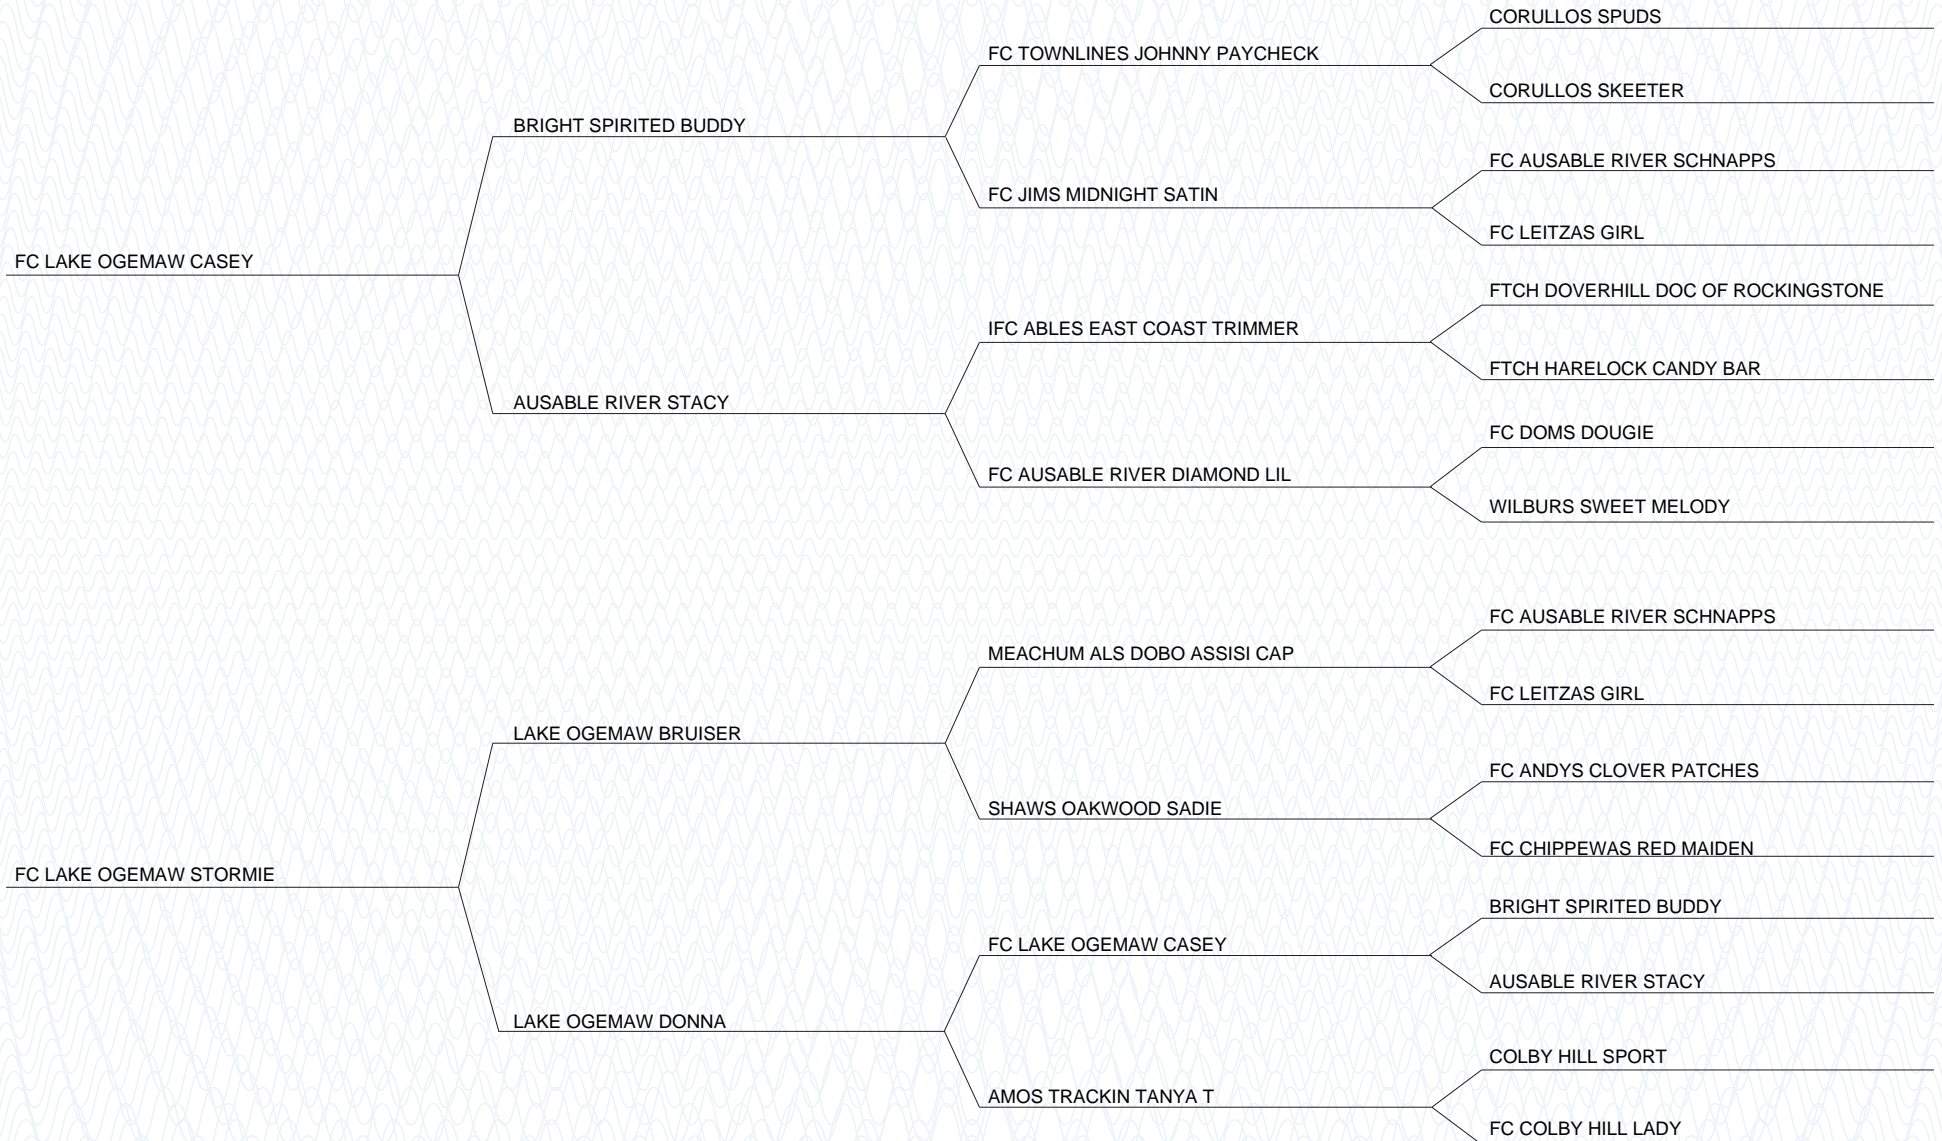 CORULLOS SPUDS
FC TOWNLINES JOHNNY PAYCHECK
CORULLOS SKEETER
BRIGHT SPIRITED BUDDY
FC AUSABLE RIVER SCHNAPPS
FC JIMS MIDNIGHT SATIN
FC LEITZAS GIRL
FC LAKE OGEMAW CASEY
FTCH DOVERHILL DOC OF ROCKINGSTONE
IFC ABLES EAST COAST TRIMMER
FTCH HARELOCK CANDY BAR
AUSABLE RIVER STACY
FC DOMS DOUGIE
FC AUSABLE RIVER DIAMOND LIL
WILBURS SWEET MELODY
FC AUSABLE RIVER SCHNAPPS
MEACHUM ALS DOBO ASSISI CAP
FC LEITZAS GIRL
LAKE OGEMAW BRUISER
FC ANDYS CLOVER PATCHES
SHAWS OAKWOOD SADIE
FC CHIPPEWAS RED MAIDEN
FC LAKE OGEMAW STORMIE
BRIGHT SPIRITED BUDDY
FC LAKE OGEMAW CASEY
AUSABLE RIVER STACY
LAKE OGEMAW DONNA
COLBY HILL SPORT
AMOS TRACKIN TANYA T
FC COLBY HILL LADY